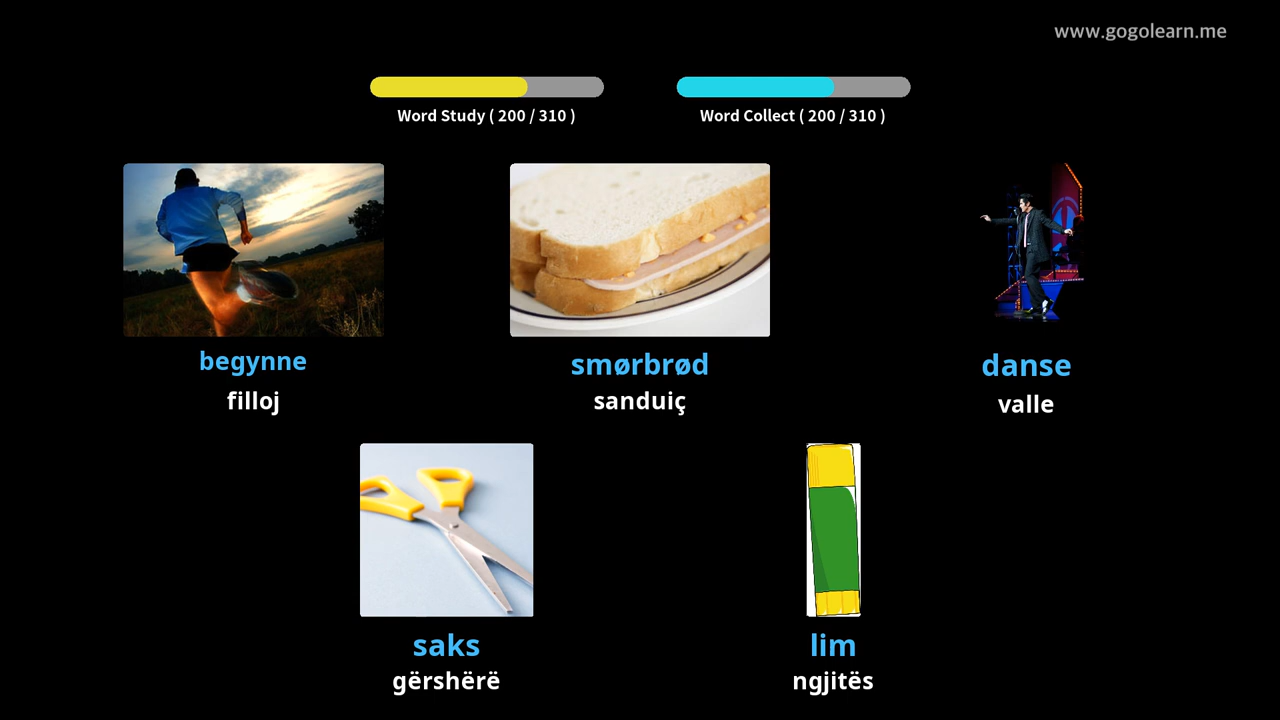 www.gogolearn.me
Word Study ( 200 / 310 )
Word Collect ( 200 / 310 )
begynne
filloj
smørbrød
sanduiç
danse
valle
saks
gërshërë
lim
ngjitës